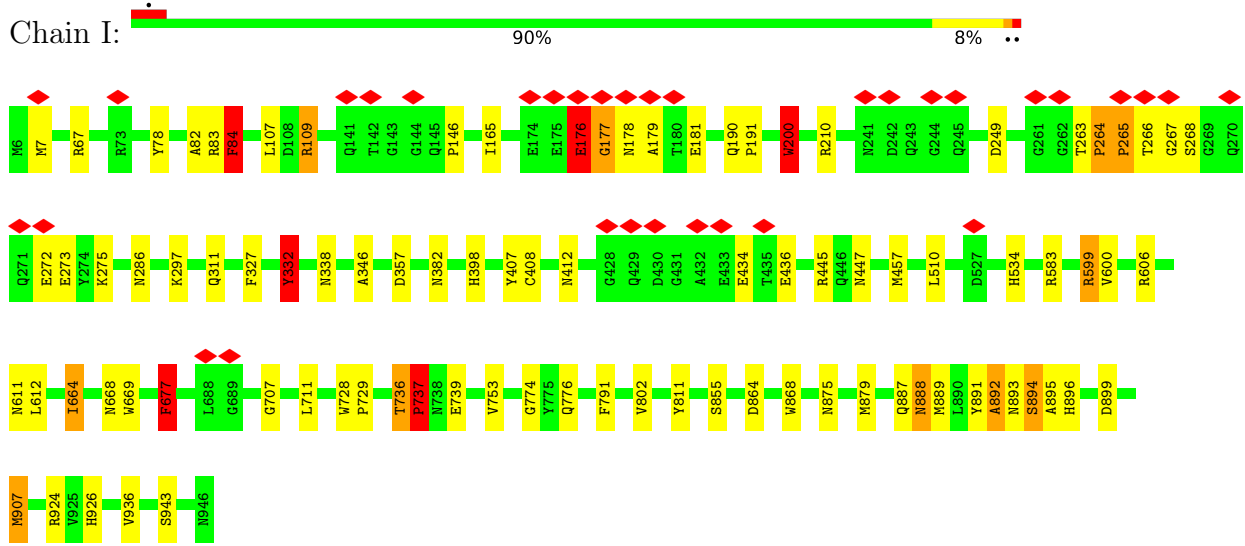 Chain I:
90% 8%
M6 M7 R67 R73 Y78 A82 R83 F84 L107 D108 R109 Q141 T142 G143 G144 Q145 P146 I165 E174 E175 E176 G177 N178 A179 T180 E181 Q190 P191 W200 R210 N241 D242 Q243 G244 Q245 D249 G261 G262 T263 P264 P265 T266 G267 S268 G269 Q270
Q271 E272 E273 Y274 K275 N286 K297 Q311 F327 Y332 N338 A346 D357 N382 H398 Y407 C408 N412 G428 Q429 D430 G431 A432 E433 E434 T435 E436 R445 Q446 N447 M457 L510 D527 H534 R583 R599 V600 R606
N611 L612 I664 N668 W669 F677 L688 G689 G707 L711 W728 P729 T736 P737 N738 E739 V753 G774 Y775 Q776 F791 V802 Y811 S855 D864 W868 N875 M879 Q887 N888 M889 L890 Y891 A892 N893 S894 A895 H896 D899
M907 R924 V925 H926 V936 S943 N946